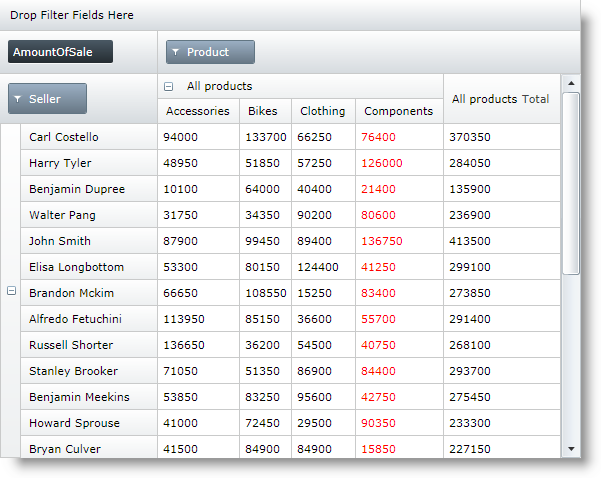 Drop Filter Fields Here
AmountOfSale Product
Seller All products All products Total
Accessories Bikes Clothing Components
Carl Costello 94000 133700 66250 76400 370350
Harry Tyler 48950 51850 57250 126000 284050
Benjamin Dupree 10100 64000 40400 21400 135900
Walter Pang 31750 34350 90200 80600 236900
John Smith 87900 99450 89400 136750 413500
Elisa Longbottom 53300 80150 124400 41250 299100
Brandon Mckim 66650 108550 15250 83400 273850
Alfredo Fetuchini 113950 85150 36600 55700 291400
Russell Shorter 136650 36200 54500 40750 268100
Stanley Brooker 71050 51350 86900 84400 293700
Benjamin Meekins 53850 83250 95600 42750 275450
Howard Sprouse 41000 72450 29500 90350 233300
Bryan Culver 41500 84900 84900 15850 227150